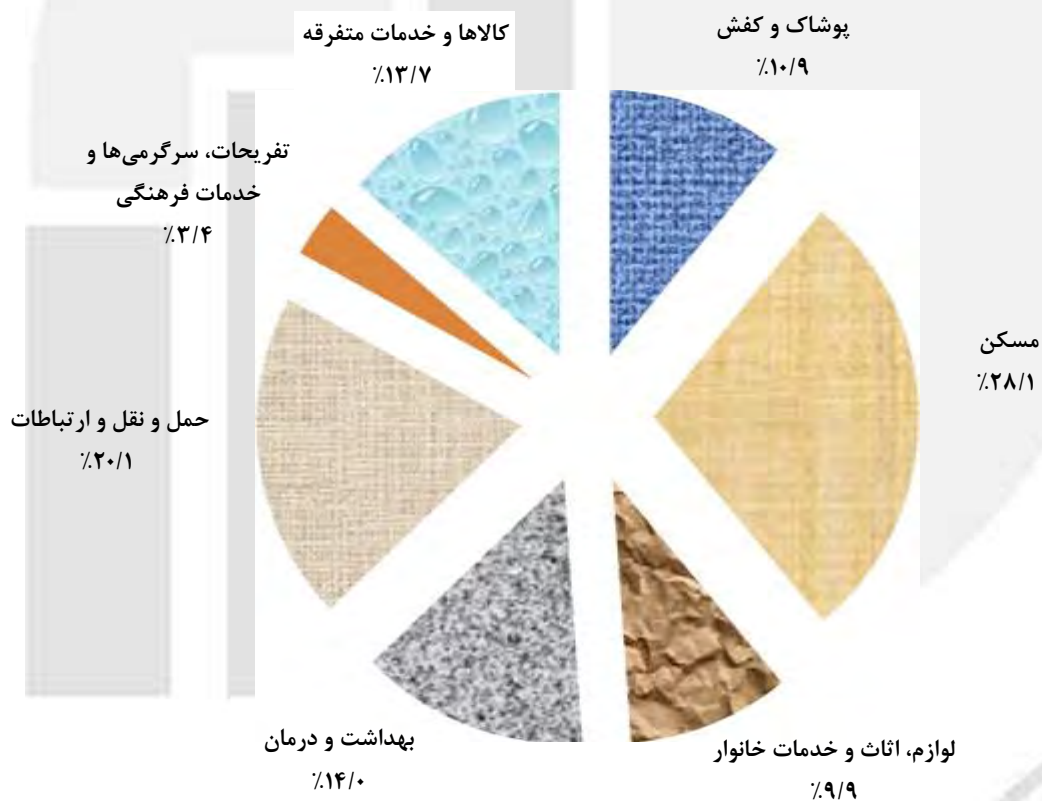 کالاها و خدمات متفرقه
٪۱۳/۷
پوشاک و کفش
٪۱۰/۹
تفریحات، سرگرمی‌ها و
خدمات فرهنگی
٪۳/۴
مسکن
٪۲۸/۱
حمل و نقل و ارتباطات
٪۲۰/۱
بهداشت و درمان
٪۱۴/۰
لوازم، اثاث و خدمات خانوار
٪۹/۹